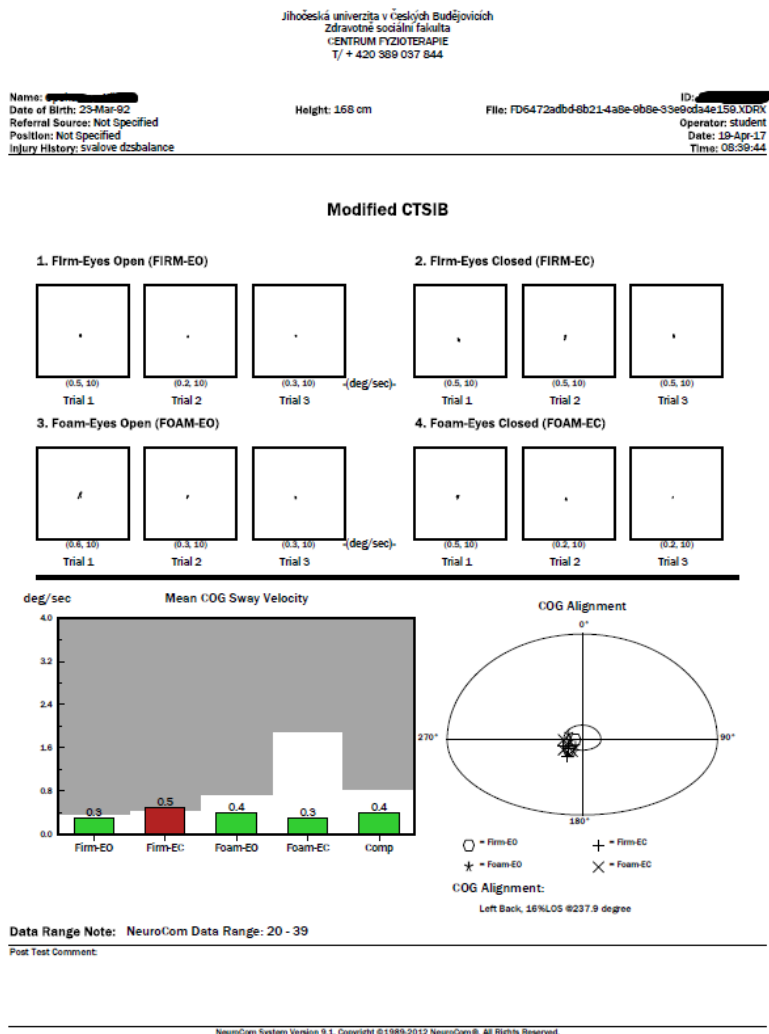 Jihočeská univerzita v Českých Budějovicích
Zdravotně sociální fakulta
CENTRUM FYZIOTERAPIE
T/ + 420 389 037 844
Name:
ID:
Date of Birth: 23-Mar-92
Height: 168 cm
File: FD6472adbd-8b21-4a8e-9b8e-33e9cda4e159.XDRX
Referral Source: Not Specified
Operator: student
Position: Not Specified
Date: 19-Apr-17
Injury History: svalove dzsbalance
Time: 08:39:44
Modified CTSIB
1. Firm-Eyes Open (FIRM-EO)
2. Firm-Eyes Closed (FIRM-EC)
(0.5, 10) (0.2, 10) (0.3, 10) -(deg/sec)- (0.5, 10) (0.5, 10) (0.5, 10)
Trial 1 Trial 2 Trial 3 Trial 1 Trial 2 Trial 3
3. Foam-Eyes Open (FOAM-EO)
4. Foam-Eyes Closed (FOAM-EC)
(0.6, 10) (0.3, 10) (0.3, 10) -(deg/sec)- (0.5, 10) (0.2, 10) (0.2, 10)
Trial 1 Trial 2 Trial 3 Trial 1 Trial 2 Trial 3
deg/sec
Mean COG Sway Velocity
4.0
3.2
2.4
1.6
0.8
0.0
0.3 0.5 0.4 0.3 0.4
Firm-EO Firm-EC Foam-EO Foam-EC Comp
COG Alignment
0°
270°
90°
180°
= Firm-EO
= Firm-EC
= Foam-EO
= Foam-EC
COG Alignment:
Left Back, 16%LOS @237.9 degree
Data Range Note: NeuroCom Data Range: 20 - 39
Post Test Comment:
NeuroCom System Version 9.1, Copyright ©1989-2012 NeuroCom®. All Rights Reserved.